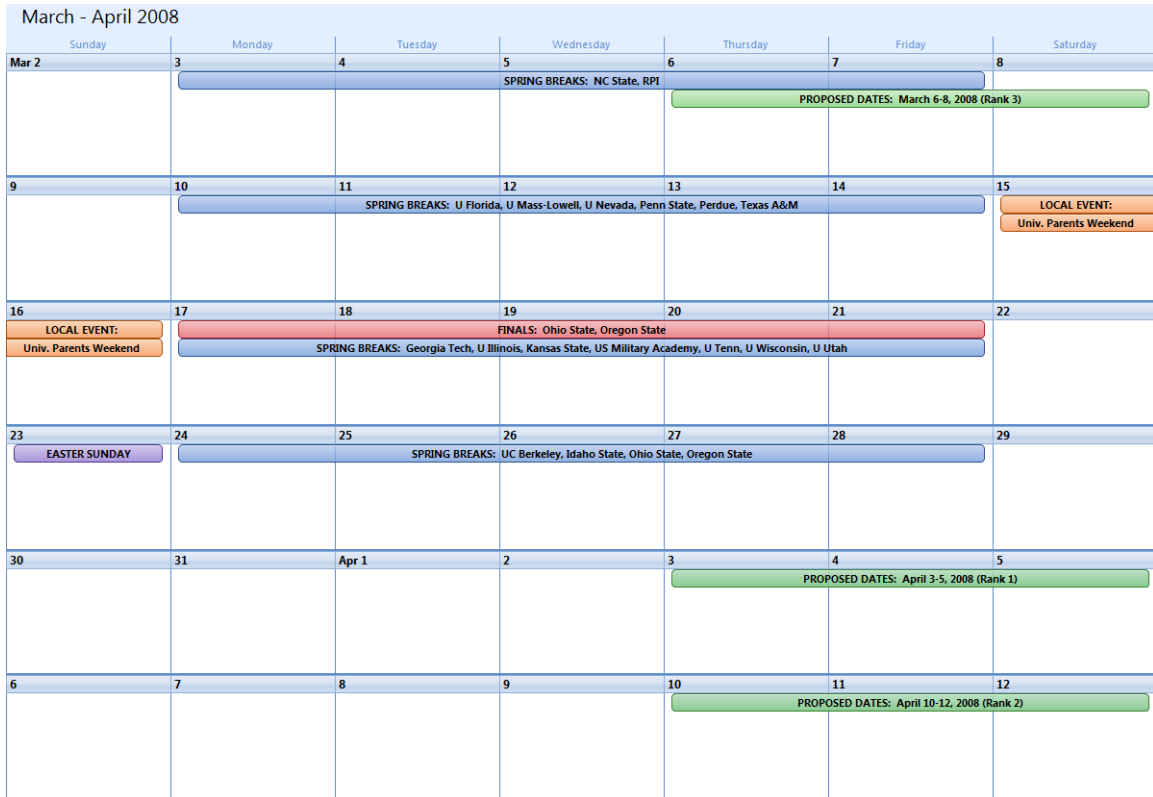 March - April 2008
Sunday Monday Tuesday Wednesday Thursday Friday Saturday
Mar 2 3 4 5 6 7 8
SPRING BREAKS: NC State, RPI
PROPOSED DATES: March 6-8, 2008 (Rank 3)
9 10 11 12 13 14 15
SPRING BREAKS: U Florida, U Mass-Lowell, U Nevada, Penn State, Perdue, Texas A&M
LOCAL EVENT:
Univ. Parents Weekend
16 17 18 19 20 21 22
LOCAL EVENT:
Univ. Parents Weekend
FINALS: Ohio State, Oregon State
SPRING BREAKS: Georgia Tech, U Illinois, Kansas State, US Military Academy, U Tenn, U Wisconsin, U Utah
23 24 25 26 27 28 29
EASTER SUNDAY
SPRING BREAKS: UC Berkeley, Idaho State, Ohio State, Oregon State
30 31 Apr 1 2 3 4 5
PROPOSED DATES: April 3-5, 2008 (Rank 1)
6 7 8 9 10 11 12
PROPOSED DATES: April 10-12, 2008 (Rank 2)